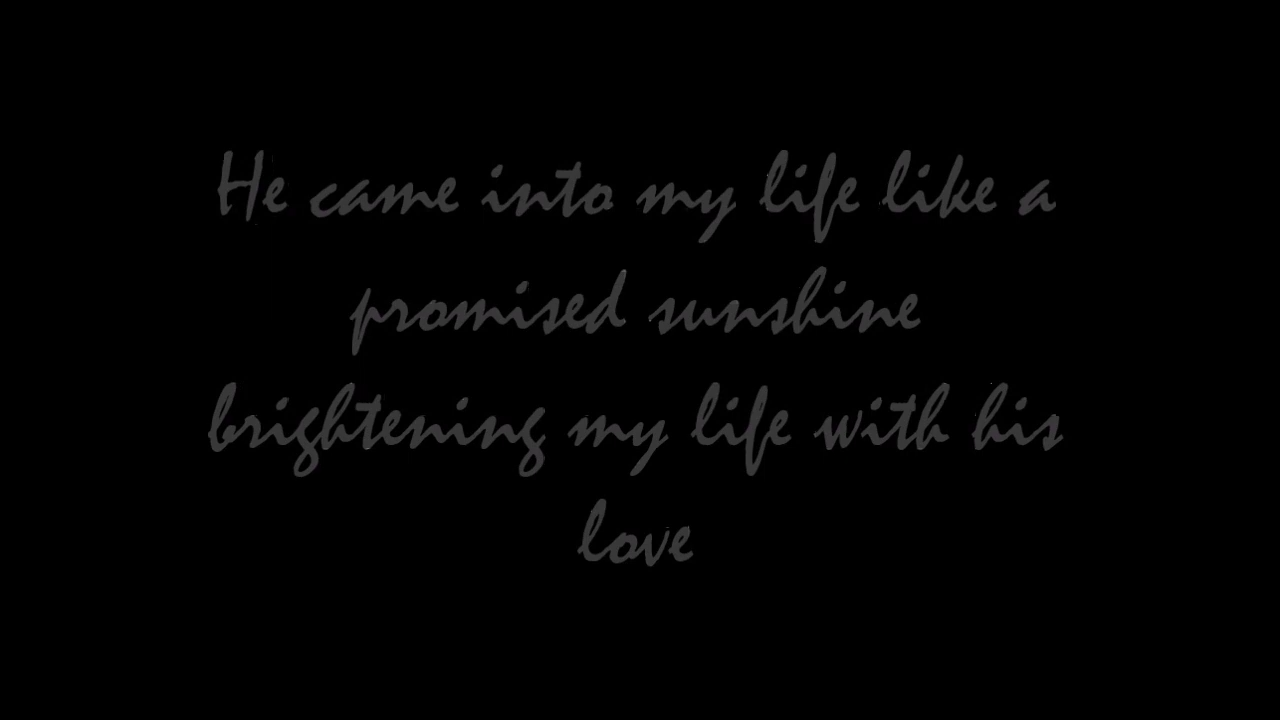 He came into my life like a
promised sunshine
brightening my life with his
love